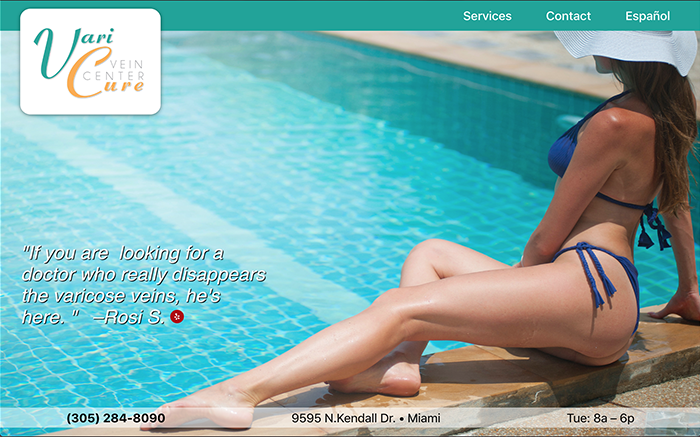 Services Contact Español
Vari
VEIN
CENTER
Cure
"If you are looking for a
doctor who really disappears
the varicose veins, he's
here. " –Rosi S.
(305) 284-8090 9595 N.Kendall Dr. • Miami Tue: 8a – 6p